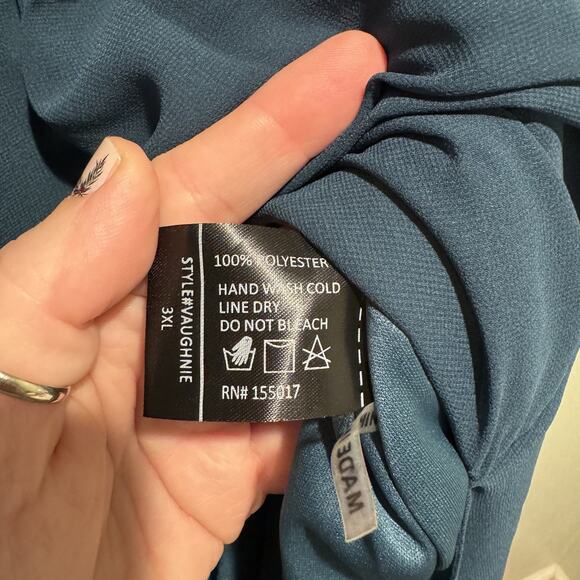 100% POLYESTER
HAND WASH COLD
LINE DRY
DO NOT BLEACH
RN# 155017
STYLE#VAUGHNIE
3XL
MADE